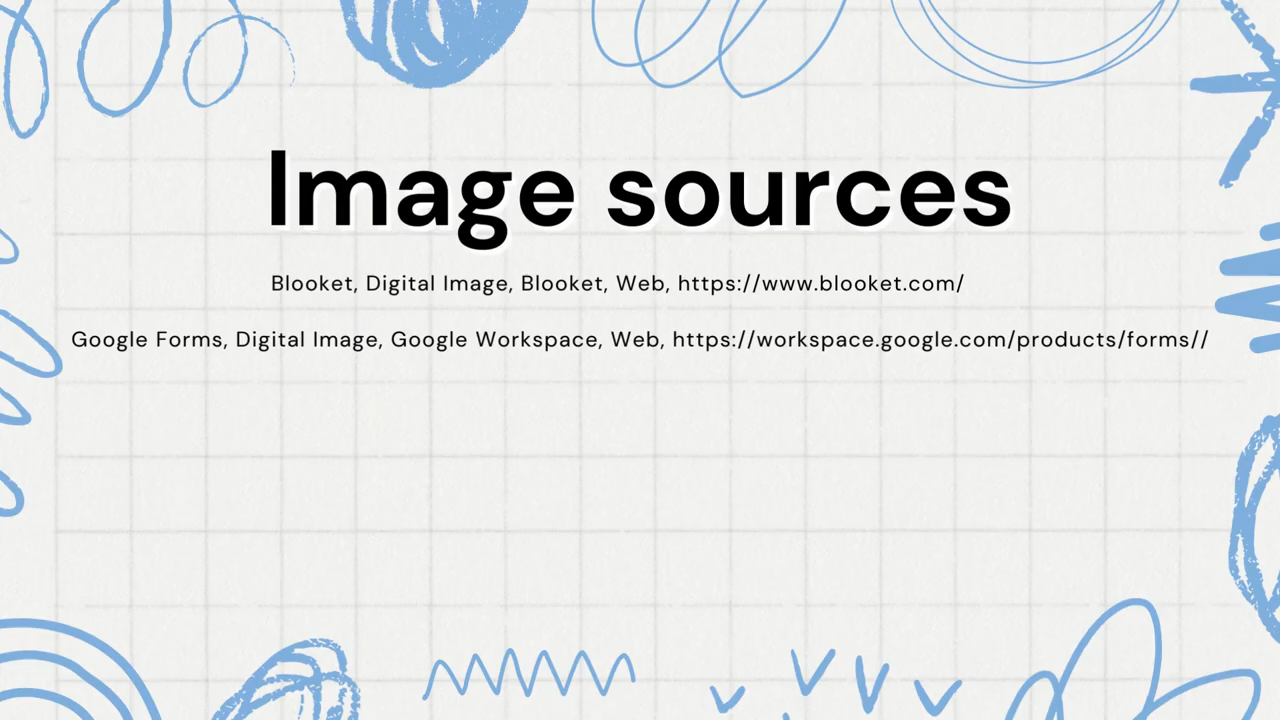 Image sources
Blooket, Digital Image, Blooket, Web, https://www.blooket.com/
Google Forms, Digital Image, Google Workspace, Web, https://workspace.google.com/products/forms//